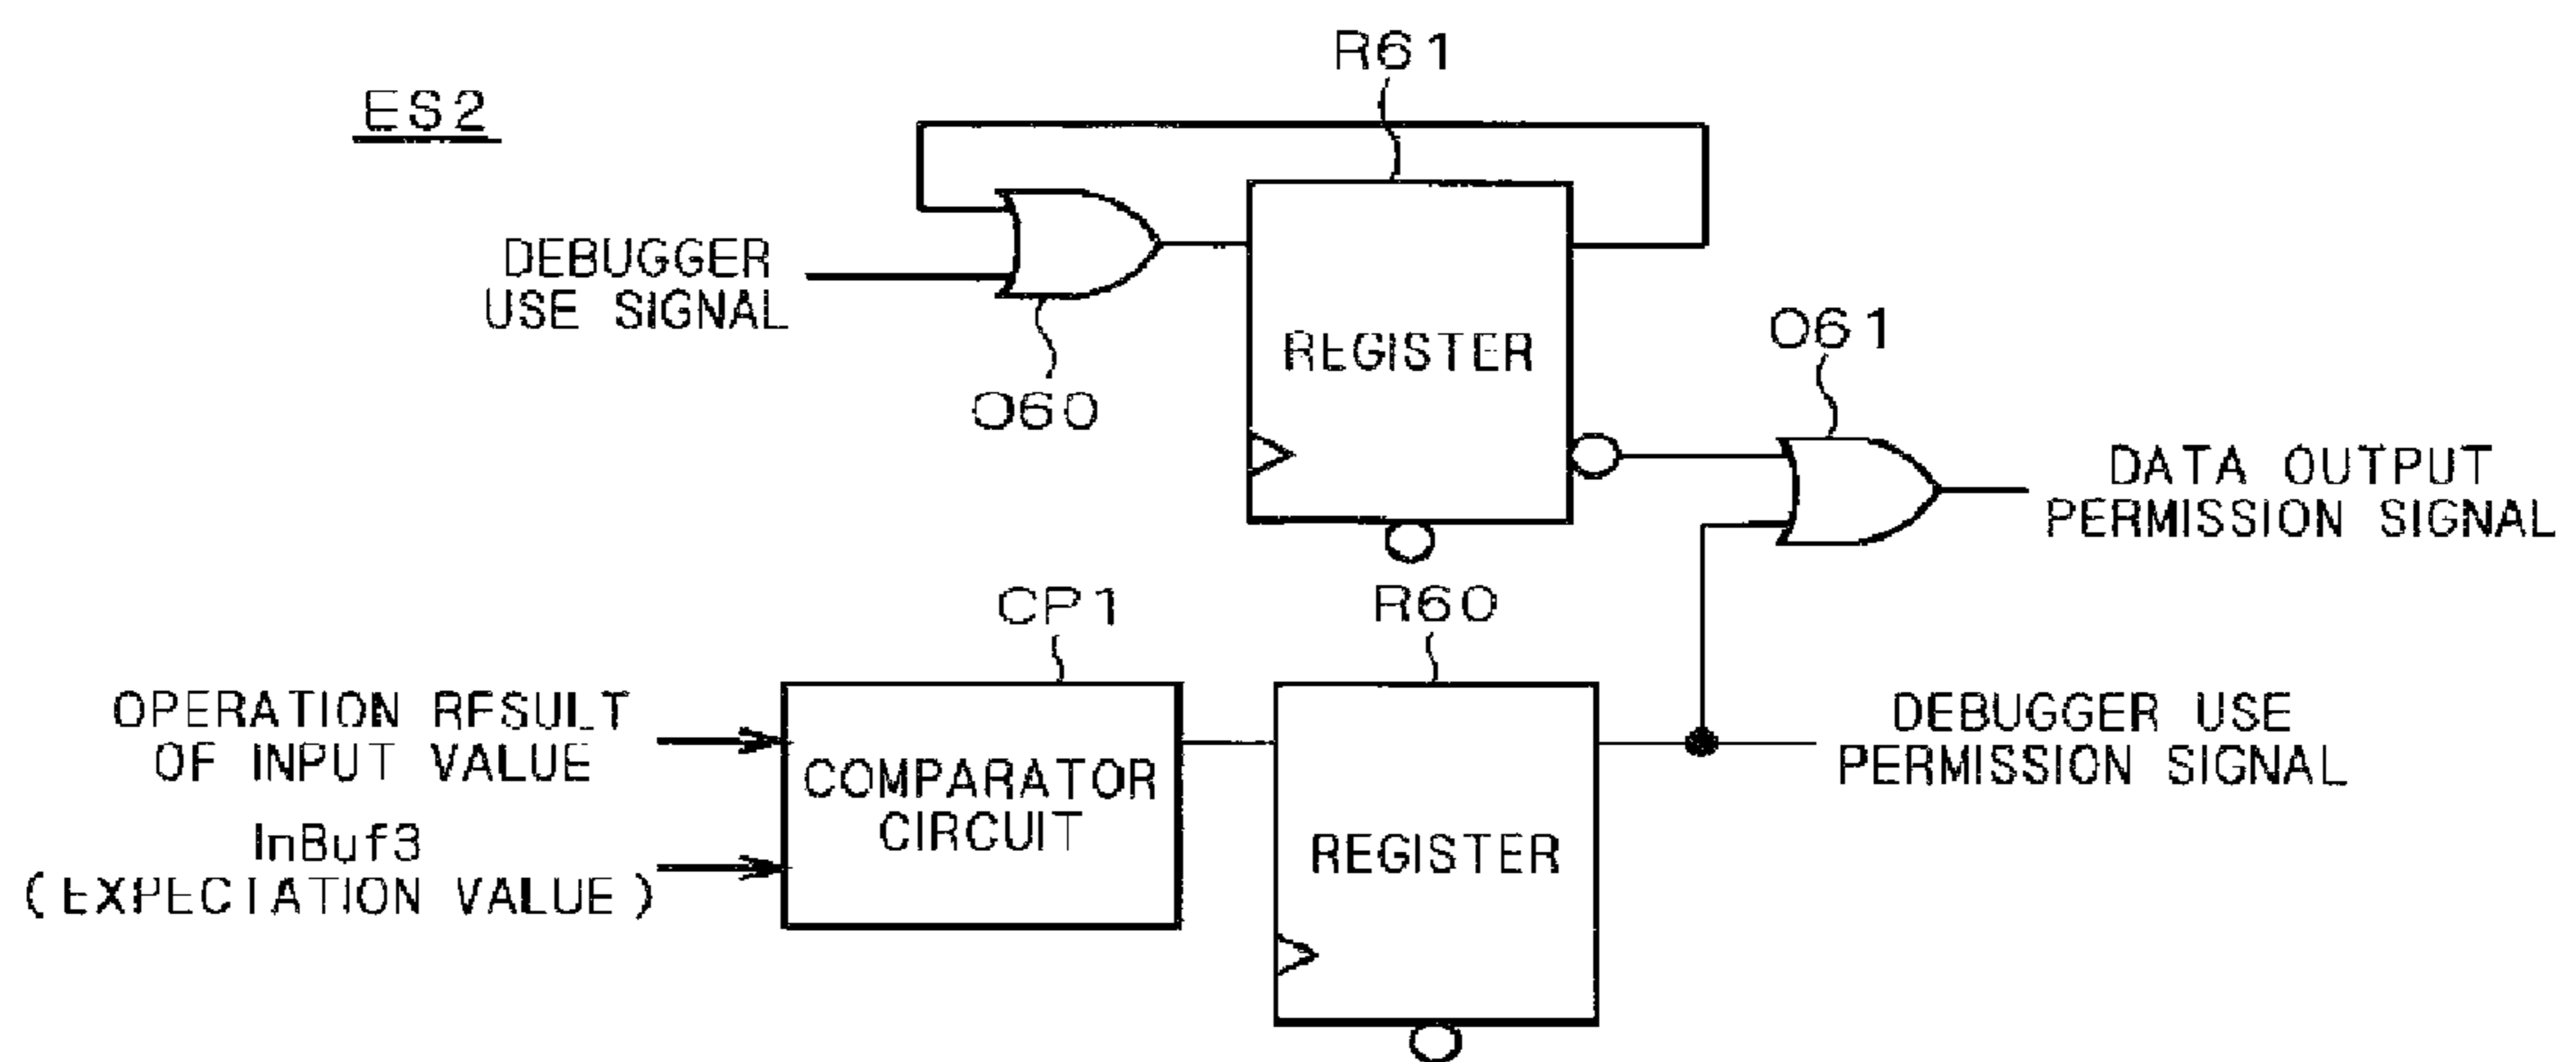 R61
ES2
DEBUGGER
USE SIGNAL
REGISTER
O60
O61
DATA OUTPUT
PERMISSION SIGNAL
CP1
R60
OPERATION RESULT
OF INPUT VALUE
COMPARATOR
CIRCUIT
InBuf3
(EXPECTATION VALUE)
REGISTER
DEBUGGER USE
PERMISSION SIGNAL